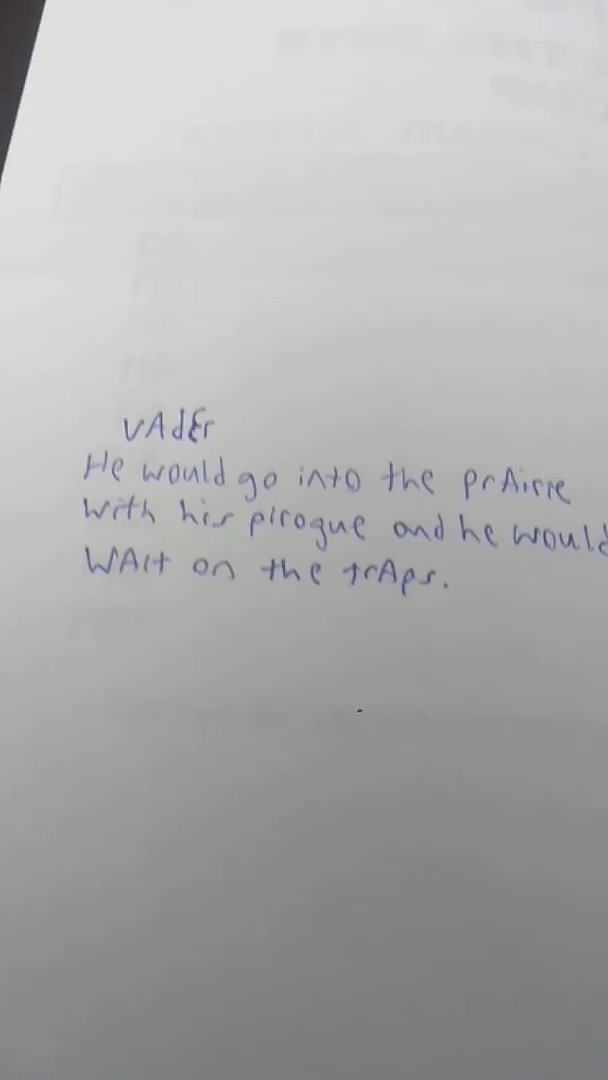 VAdEr
He would go into the prAirie
with his pirogue and he would
WAit on the trAps.